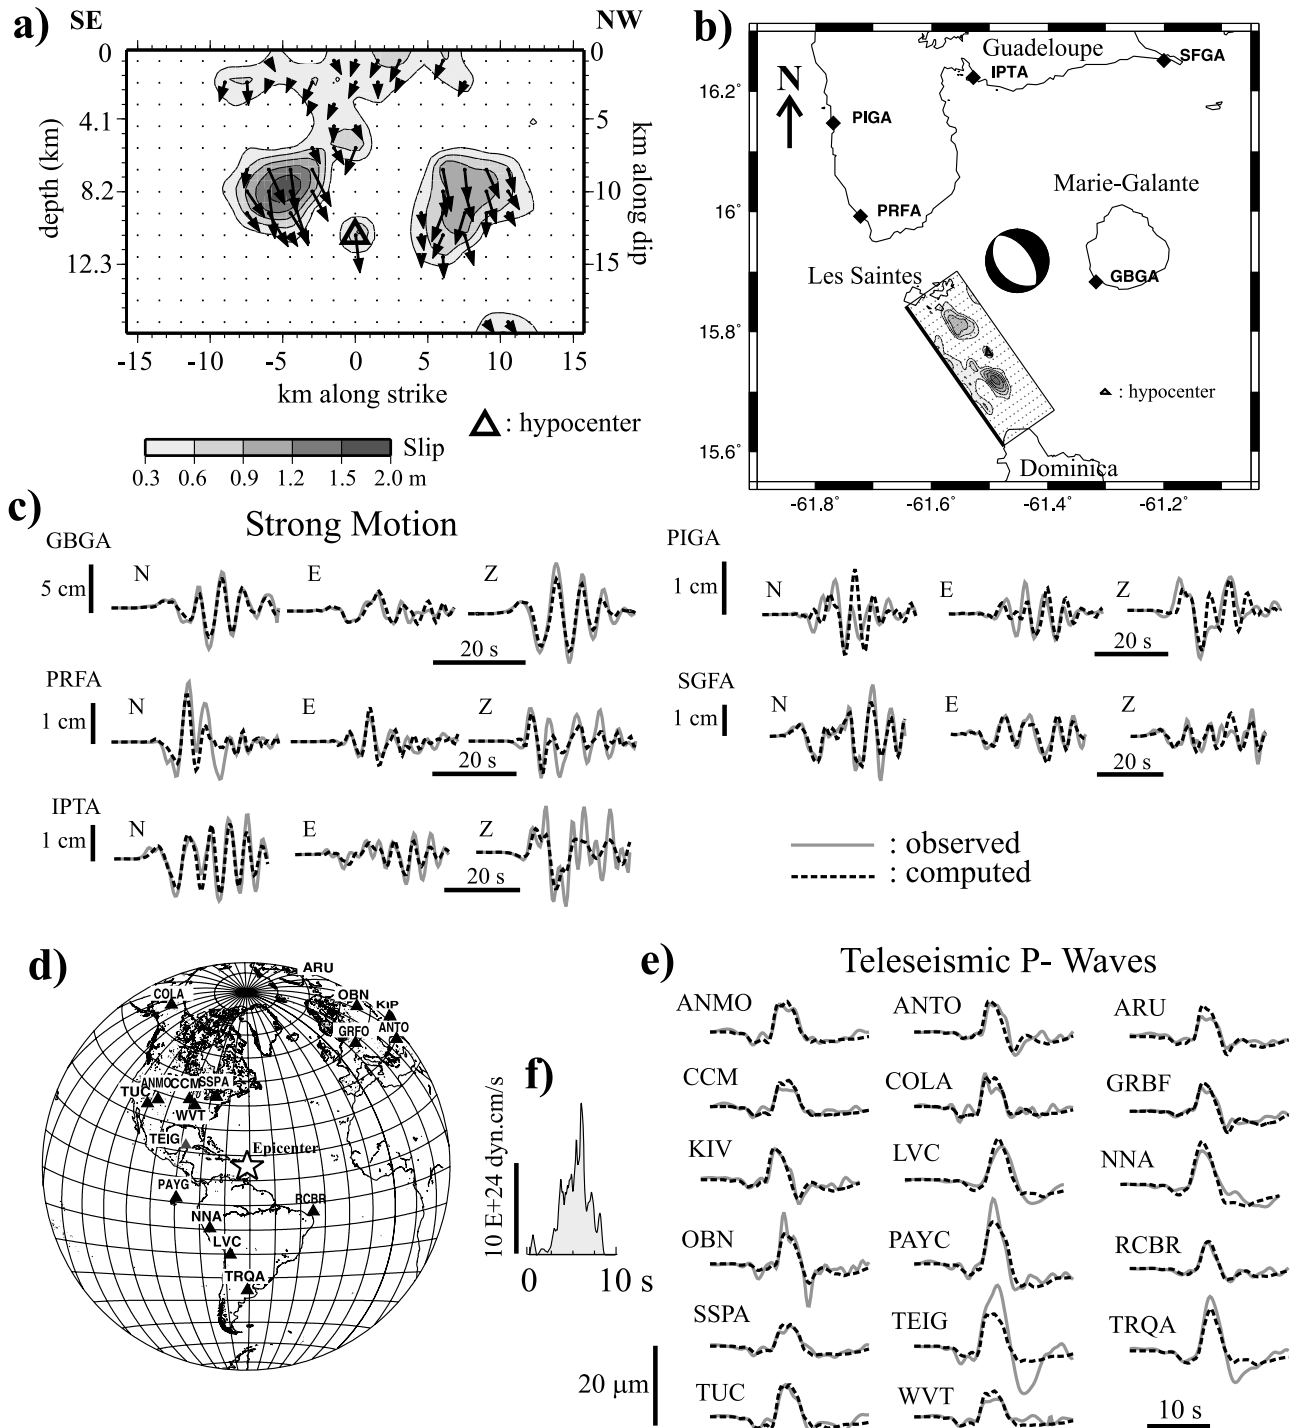 a) SE NW
0 4.1 8.2 12.3
depth (km)
0 5 10 15
km along dip
-15 -10 -5 0 5 10 15
km along strike
: hypocenter
Slip
0.3 0.6 0.9 1.2 1.5 2.0 m
b)
N
Guadeloupe
SFGA
IPTA
PIGA
PRFA
Marie-Galante
GBGA
Les Saintes
: hypocenter
Dominica
16.2°
16°
15.8°
15.6°
-61.8° -61.6° -61.4° -61.2°
c) Strong Motion
GBGA
5 cm
N E Z
20 s
PIGA
1 cm
N E Z
20 s
PRFA
1 cm
N E Z
20 s
SGFA
1 cm
N E Z
20 s
IPTA
1 cm
N E Z
20 s
: observed
: computed
d)
ARU
COLA
OBN
KIP
GRFO
ANTO
ANMO
CCM
SSPA
TUC
WVT
TEIG
Epicenter
PAYG
RCBR
NNA
LVC
TRQA
f)
10 E+24 dyn.cm/s
0 10 s
e) Teleseismic P- Waves
ANMO ANTO ARU
CCM COLA GRBF
KIV LVC NNA
OBN PAYC RCBR
SSPA TEIG TRQA
20 µm
TUC WVT
10 s